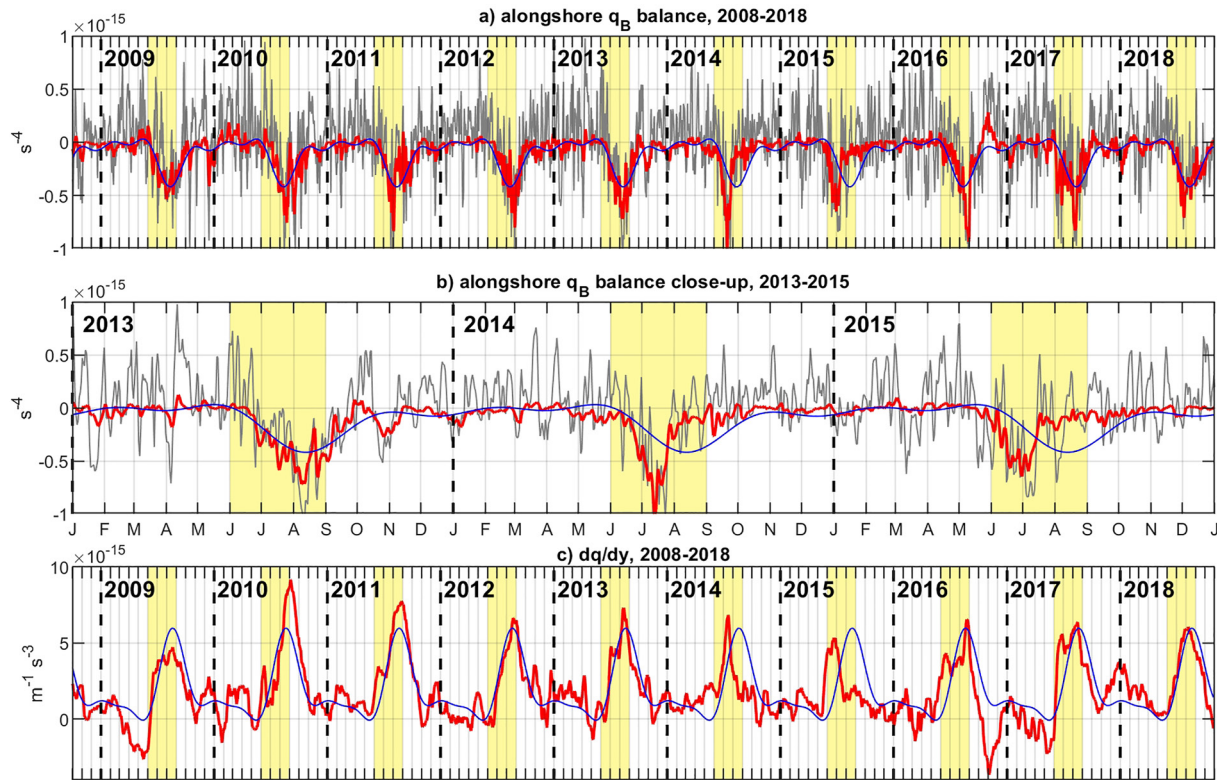 a) alongshore q_B balance, 2008-2018
×10^-15
1
2009 2010 2011 2012 2013 2014 2015 2016 2017 2018
0.5
s^-4
0
-0.5
-1
b) alongshore q_B balance close-up, 2013-2015
×10^-15
1
2013 2014 2015
0.5
s^-4
0
-0.5
-1
J F M A M J J A S O N D J F M A M J J A S O N D J F M A M J J A S O N D J
c) dq/dy, 2008-2018
×10^-15
10
2009 2010 2011 2012 2013 2014 2015 2016 2017 2018
5
m^-1 s^-3
0